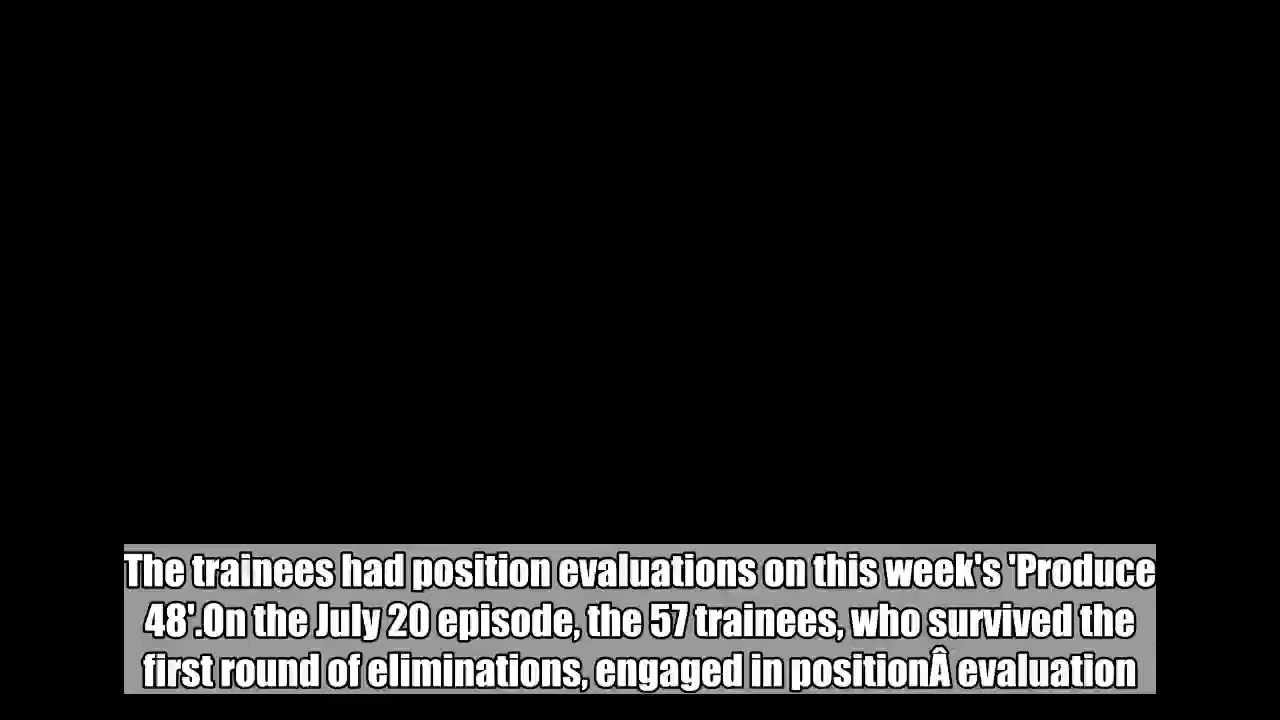 The trainees had position evaluations on this week's 'Produce
48'.On the July 20 episode, the 57 trainees, who survived the
first round of eliminations, engaged in positionÂ evaluation